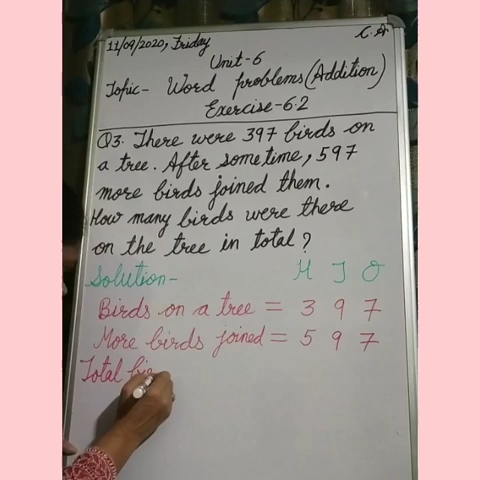 11/09/2020, Friday
C.A
Unit-6
Topic- Word problems (Addition)
Exercise-6.2
Q3. There were 397 birds on
a tree. After sometime, 597
more birds joined them.
How many birds were there
on the tree in total?
Solution- H T O
Birds on a tree = 3 9 7
More birds joined = 5 9 7
Total bi